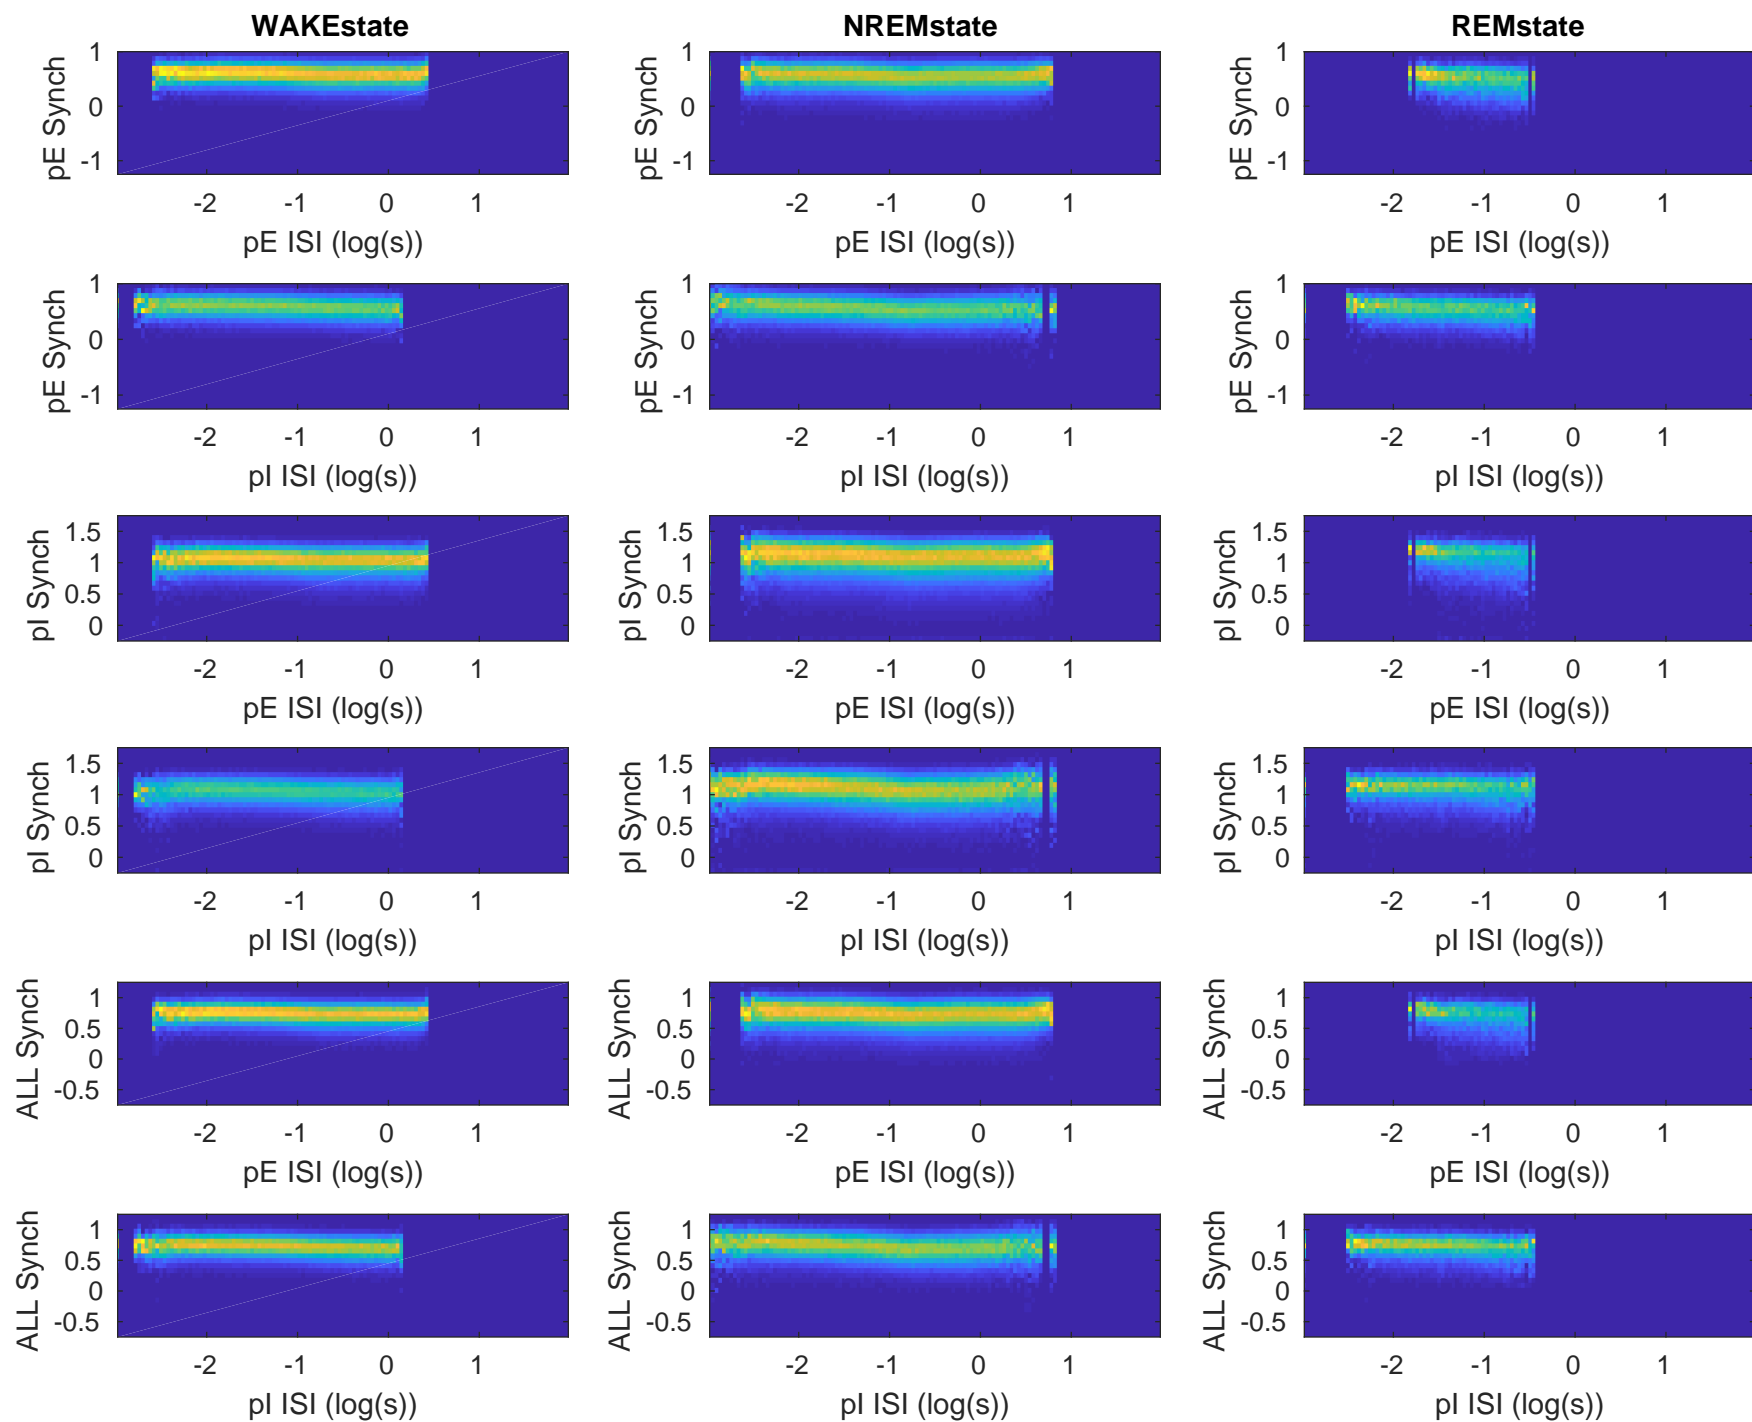 WAKEstate NREMstate REMstate
1 1 1
pE Synch pE Synch pE Synch
0 0 0
-1 -1 -1
-2 -1 0 1 -2 -1 0 1 -2 -1 0 1
pE ISI (log(s)) pE ISI (log(s)) pE ISI (log(s))
1 1 1
pE Synch pE Synch pE Synch
0 0 0
-1 -1 -1
-2 -1 0 1 -2 -1 0 1 -2 -1 0 1
pI ISI (log(s)) pI ISI (log(s)) pI ISI (log(s))
1.5 1.5 1.5
pI Synch pI Synch pI Synch
1 1 1
0.5 0.5 0.5
0 0 0
-2 -1 0 1 -2 -1 0 1 -2 -1 0 1
pE ISI (log(s)) pE ISI (log(s)) pE ISI (log(s))
1.5 1.5 1.5
pI Synch pI Synch pI Synch
1 1 1
0.5 0.5 0.5
0 0 0
-2 -1 0 1 -2 -1 0 1 -2 -1 0 1
pI ISI (log(s)) pI ISI (log(s)) pI ISI (log(s))
1 1 1
ALL Synch ALL Synch ALL Synch
0.5 0.5 0.5
0 0 0
-0.5 -0.5 -0.5
-2 -1 0 1 -2 -1 0 1 -2 -1 0 1
pE ISI (log(s)) pE ISI (log(s)) pE ISI (log(s))
1 1 1
ALL Synch ALL Synch ALL Synch
0.5 0.5 0.5
0 0 0
-0.5 -0.5 -0.5
-2 -1 0 1 -2 -1 0 1 -2 -1 0 1
pI ISI (log(s)) pI ISI (log(s)) pI ISI (log(s))